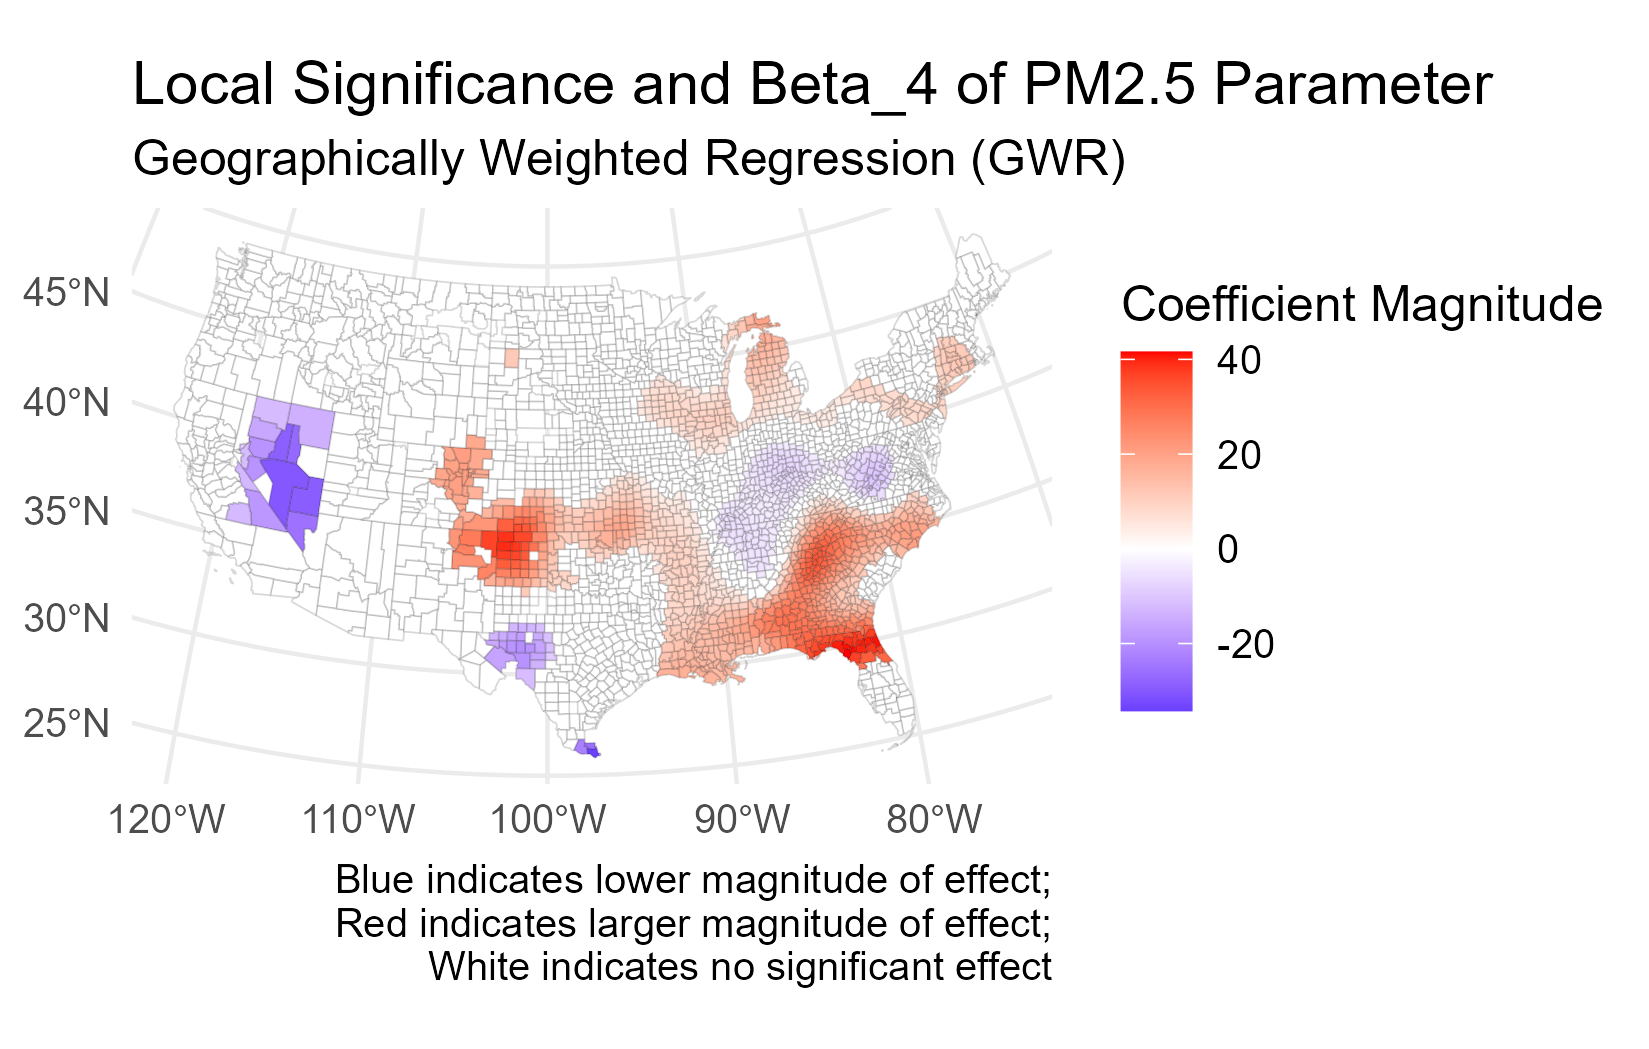 Local Significance and Beta_4 of PM2.5 Parameter
Geographically Weighted Regression (GWR)
45°N
40°N
35°N
30°N
25°N
120°W 110°W 100°W 90°W 80°W
Coefficient Magnitude
40
20
0
-20
Blue indicates lower magnitude of effect;
Red indicates larger magnitude of effect;
White indicates no significant effect